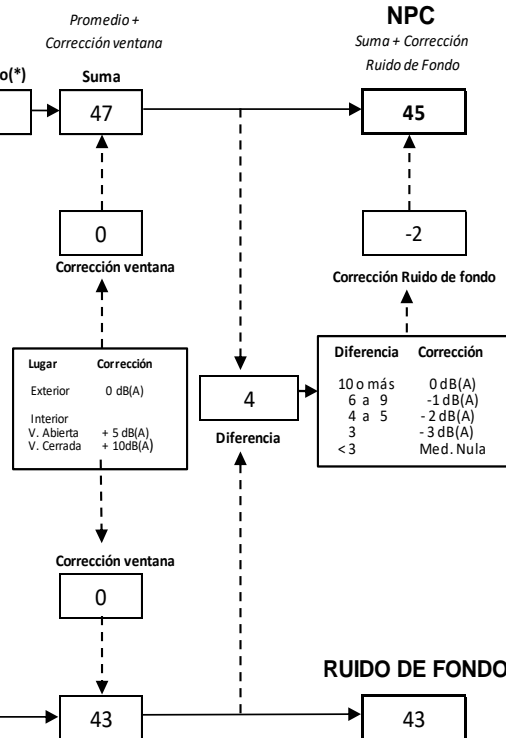 Promedio +
Corrección ventana
NPC
Suma + Corrección
Ruido de Fondo
o(*)
Suma
47
45
0
-2
Corrección ventana
Corrección Ruido de fondo
Lugar Corrección
Exterior 0 dB(A)
Interior
V. Abierta + 5 dB(A)
V. Cerrada + 10dB(A)
4
Diferencia
Diferencia Corrección
10 o más 0 dB(A)
6 a 9 -1 dB(A)
4 a 5 - 2 dB(A)
3 - 3 dB(A)
< 3 Med. Nula
Corrección ventana
0
RUIDO DE FONDO
43
43